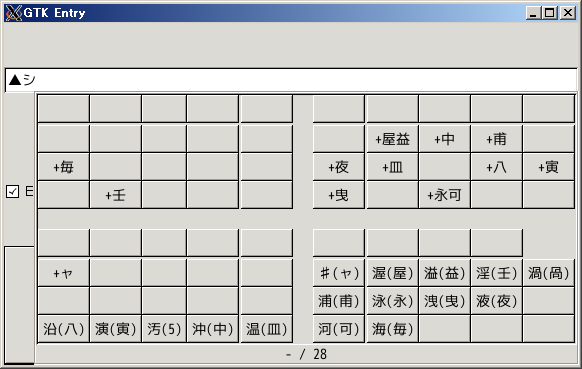 GTK Entry
▲シ
+屋益 +中 +甫
+毎 +夜 +皿 +八 +寅
E
+壬 +曳 +永可
+ャ ♯(ャ) 渥(屋) 溢(益) 淫(壬) 渦(咼)
浦(甫) 泳(永) 洩(曳) 液(夜)
沿(八) 演(寅) 汚(5) 沖(中) 温(皿) 河(可) 海(毎)
- / 28